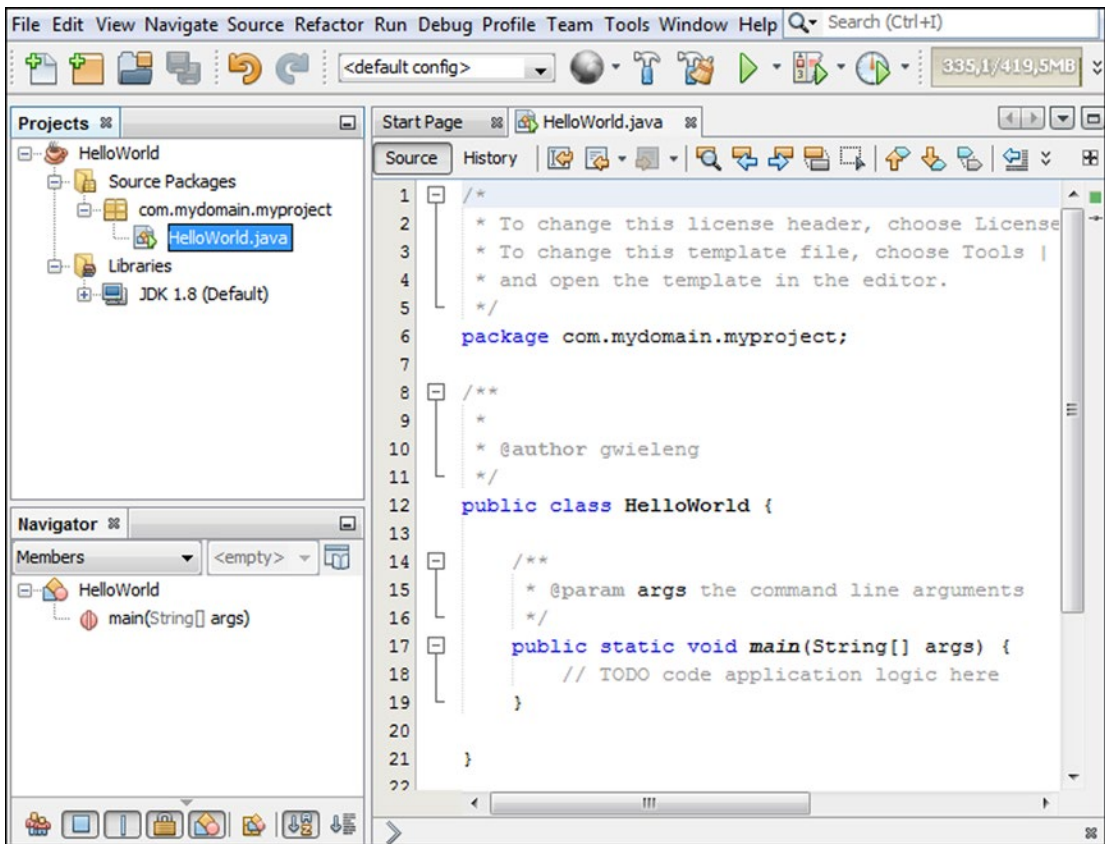 File Edit View Navigate Source Refactor Run Debug Profile Team Tools Window Help Search (Ctrl+I)
<default config> 335,1/419,5MB
Projects
HelloWorld
Source Packages
com.mydomain.myproject
HelloWorld.java
Libraries
JDK 1.8 (Default)
Navigator
Members <empty>
HelloWorld
main(String[] args)
Start Page HelloWorld.java
Source History
1 /*
2 * To change this license header, choose License
3 * To change this template file, choose Tools |
4 * and open the template in the editor.
5 */
6 package com.mydomain.myproject;
7
8 /**
9 *
10 * @author gwieleng
11 */
12 public class HelloWorld {
13
14 /**
15 * @param args the command line arguments
16 */
17 public static void main(String[] args) {
18 // TODO code application logic here
19 }
20
21 }
22